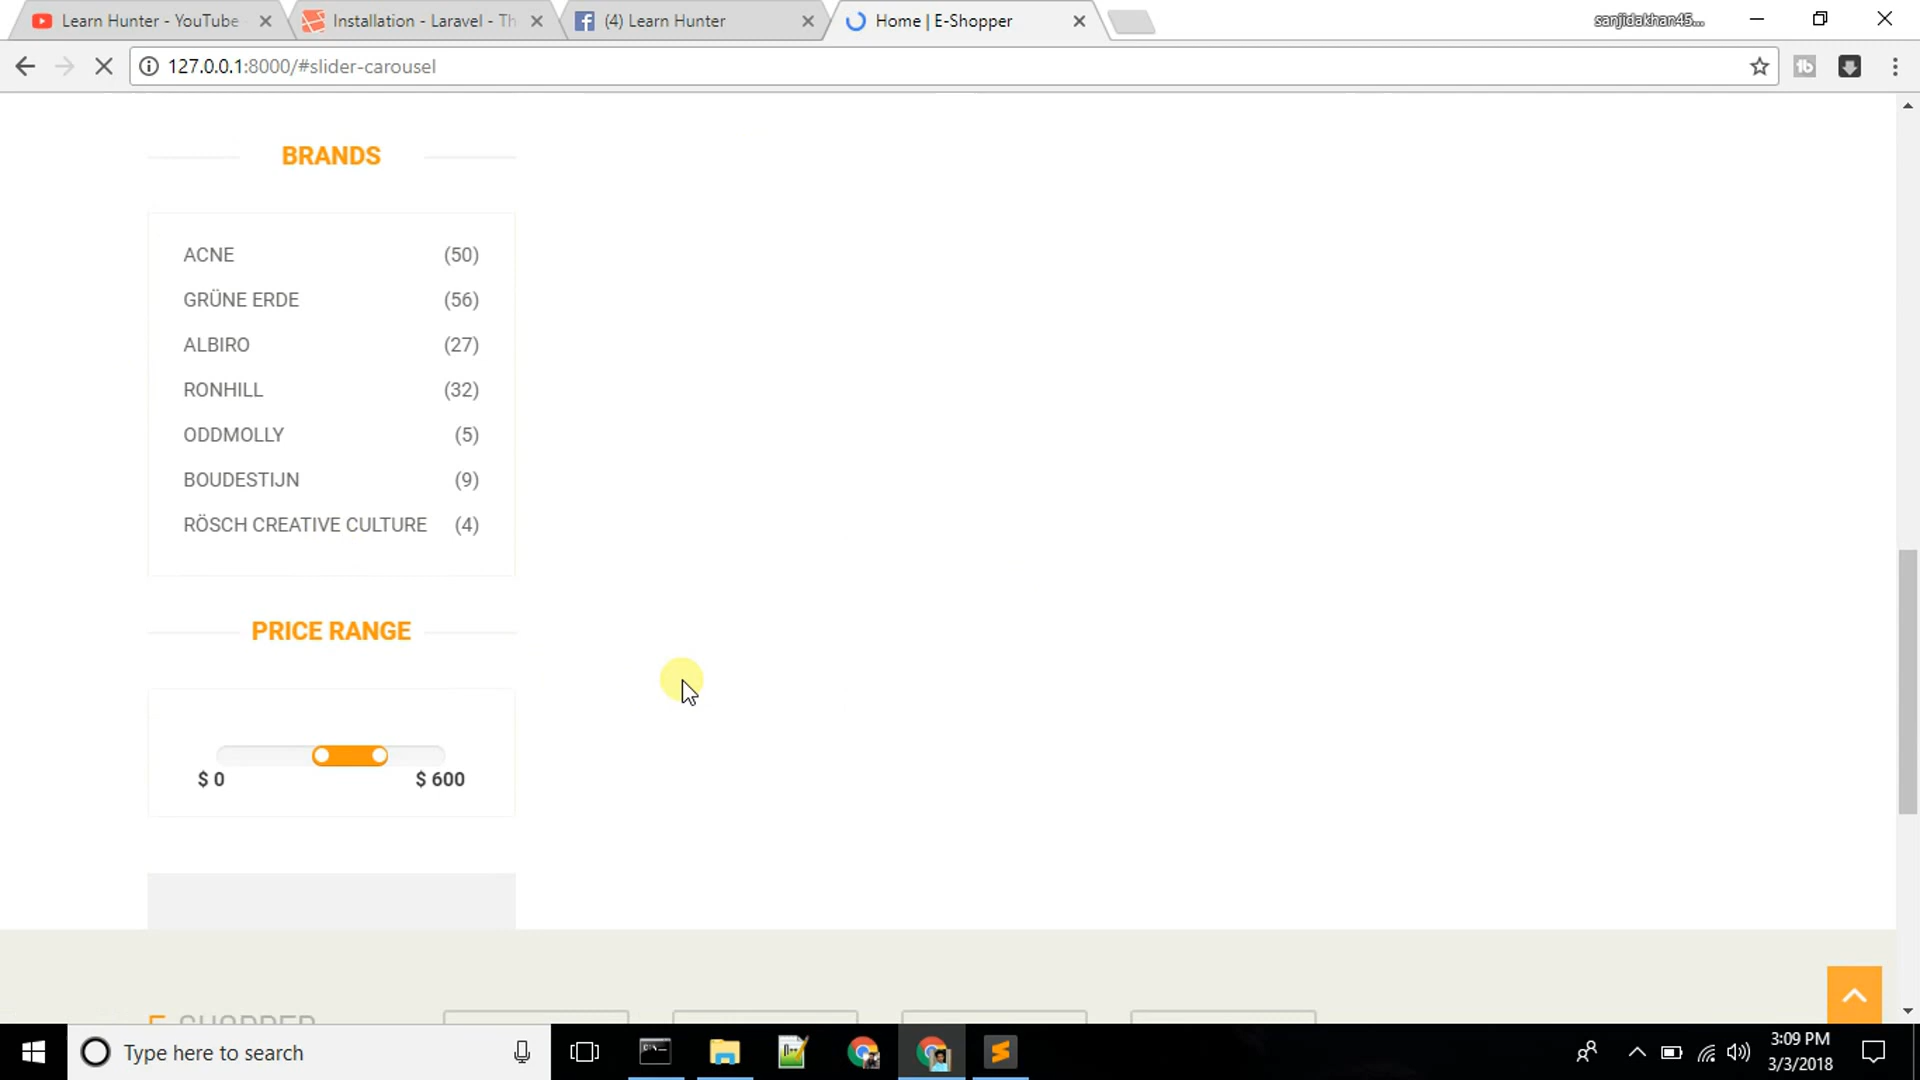 Learn Hunter - YouTube
Installation - Laravel - Th
(4) Learn Hunter
Home | E-Shopper
sanjidakhan45...
127.0.0.1:8000/#slider-carousel
BRANDS
ACNE (50)
GRÜNE ERDE (56)
ALBIRO (27)
RONHILL (32)
ODDMOLLY (5)
BOUDESTIJN (9)
RÖSCH CREATIVE CULTURE (4)
PRICE RANGE
$ 0 $ 600
E-SHOPPER
Type here to search
3:09 PM
3/3/2018